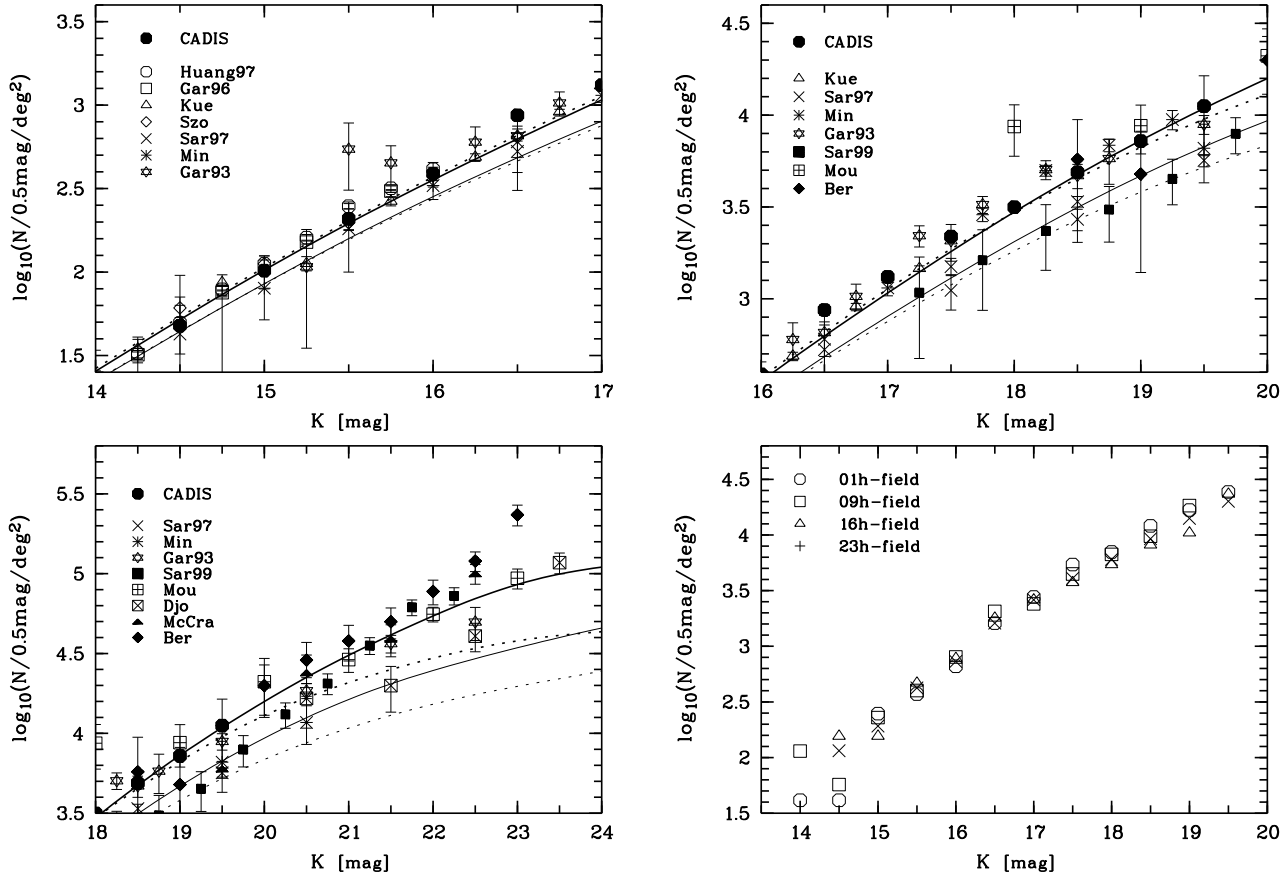 3.5
3
2.5
2
1.5
14
15
16
17
K [mag]
log10(N/0.5mag/deg2)
CADIS
Huang97
Gar96
Kue
Szo
Sar97
Min
Gar93
4.5
4
3.5
3
16
17
18
19
20
K [mag]
log10(N/0.5mag/deg2)
CADIS
Kue
Sar97
Min
Gar93
Sar99
Mou
Ber
5.5
5
4.5
4
3.5
18
19
20
21
22
23
24
K [mag]
log10(N/0.5mag/deg2)
CADIS
Sar97
Min
Gar93
Sar99
Mou
Djo
McCra
Ber
4.5
4
3.5
3
2.5
2
1.5
14
15
16
17
18
19
20
K [mag]
log10(N/0.5mag/deg2)
01h-field
09h-field
16h-field
23h-field